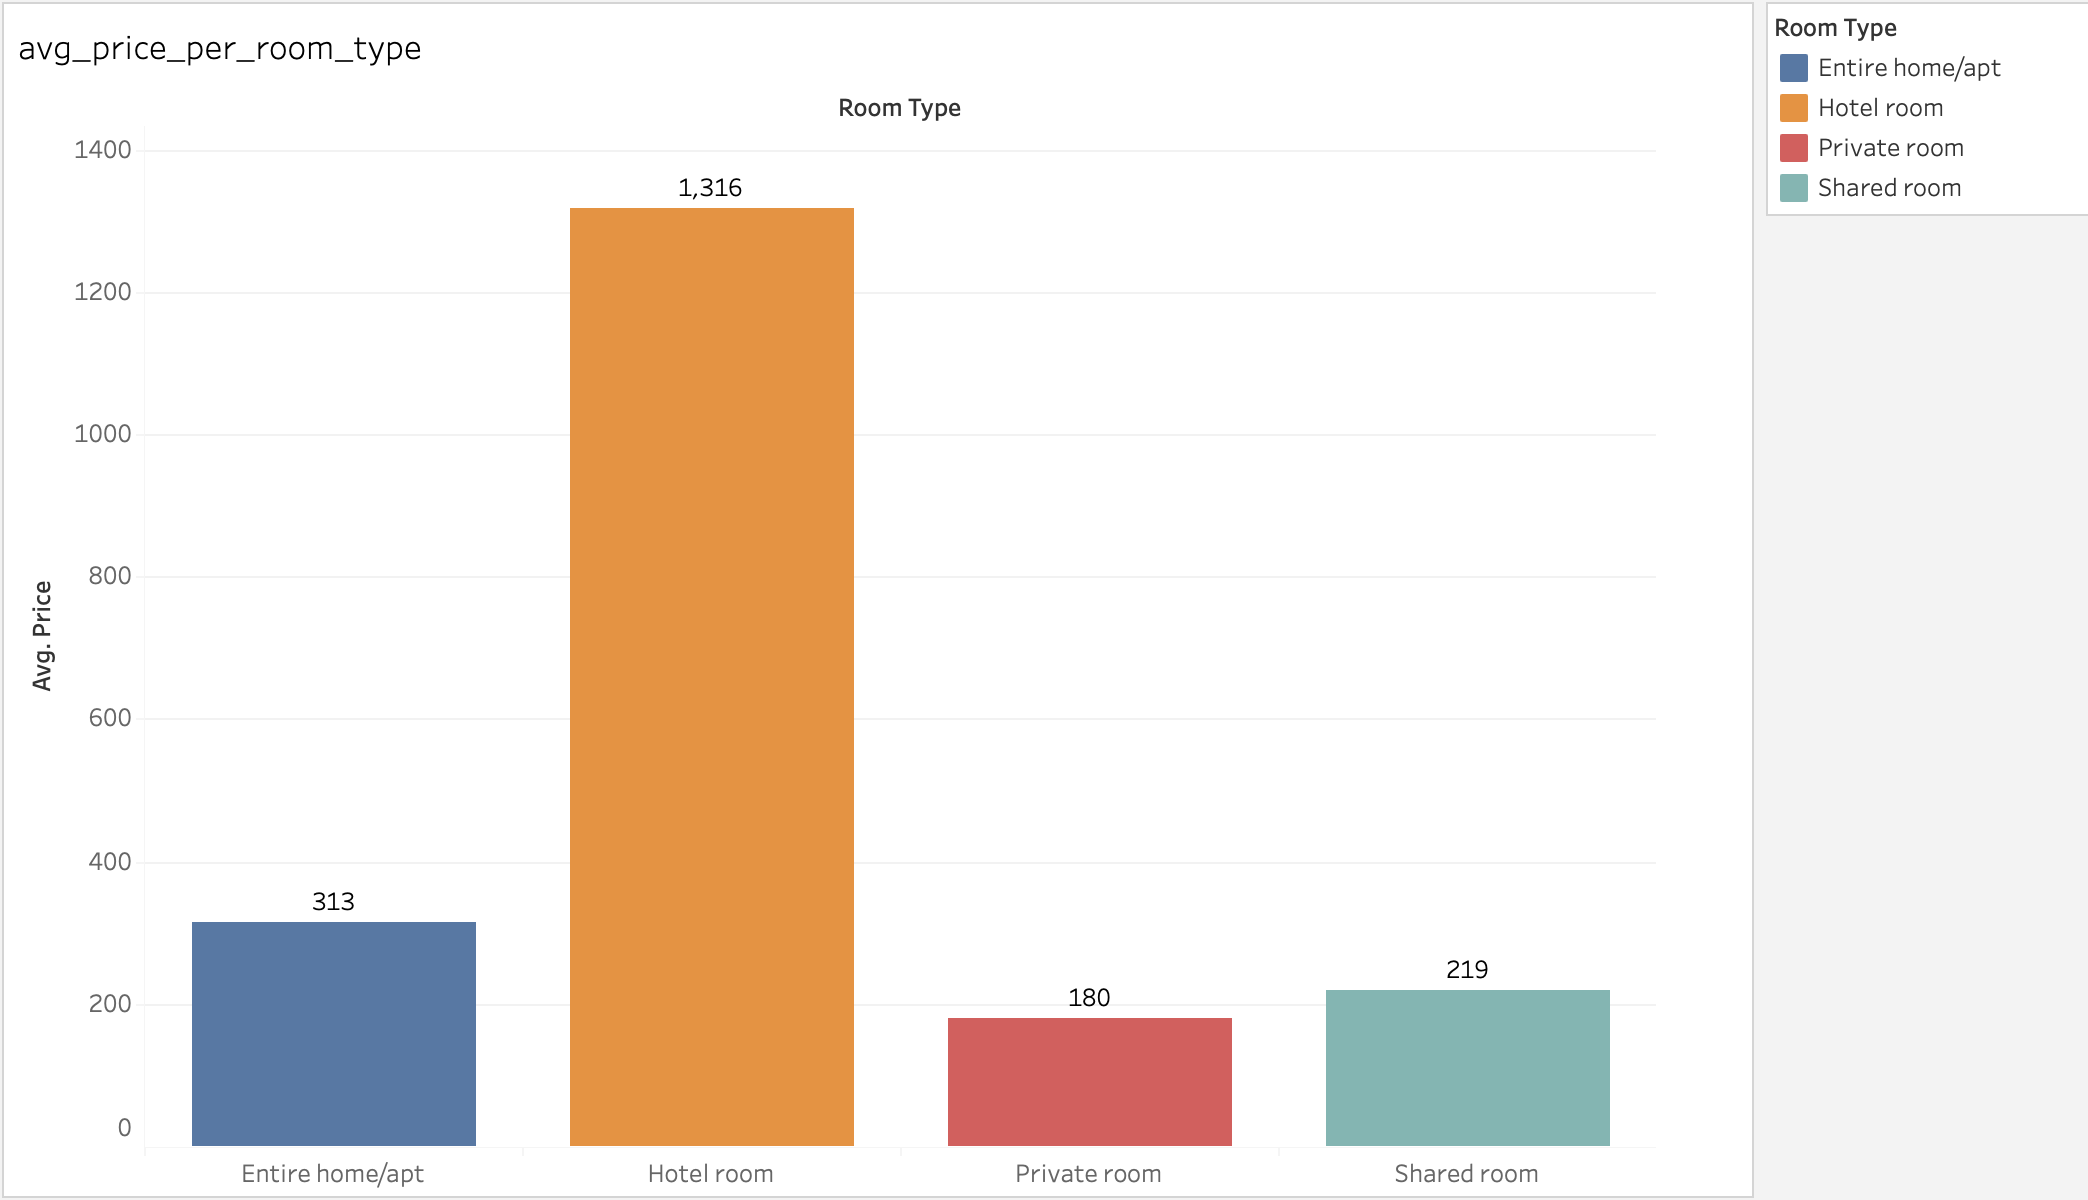 avg_price_per_room_type
Room Type
1400
1200
1000
800
600
400
200
0
Avg. Price
313
1,316
180
219
Entire home/apt
Hotel room
Private room
Shared room
Room Type
Entire home/apt
Hotel room
Private room
Shared room